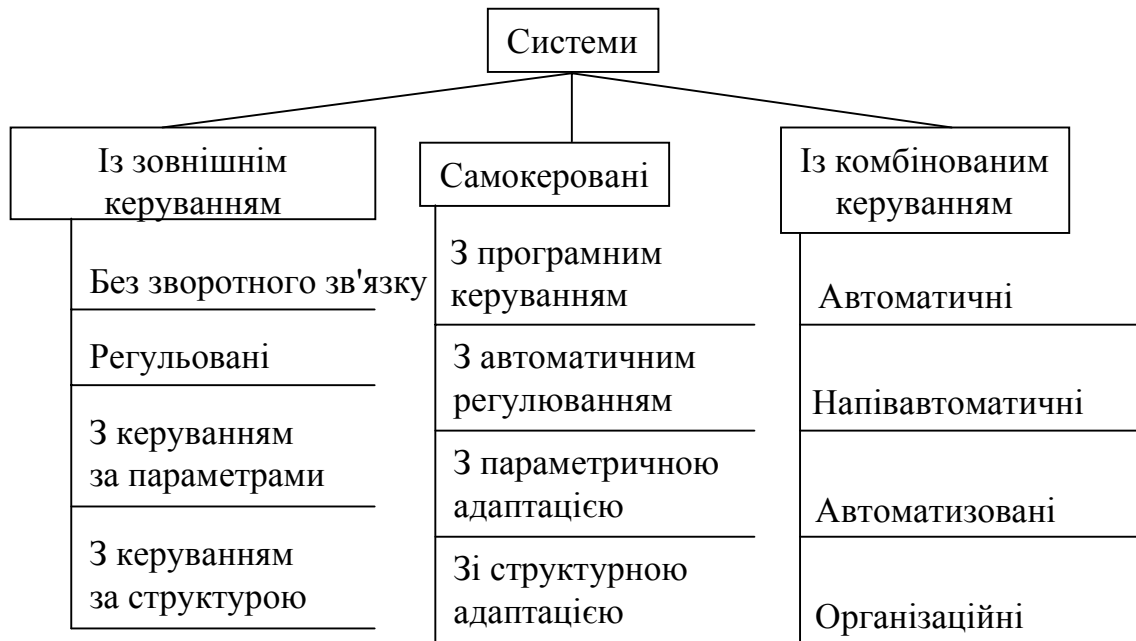 Системи
Із зовнішнім
керуванням
Без зворотного зв'язку
Регульовані
З керуванням
за параметрами
З керуванням
за структурою
Самокеровані
З програмним
керуванням
З автоматичним
регулюванням
З параметричною
адаптацією
Зі структурною
адаптацією
Із комбінованим
керуванням
Автоматичні
Напівавтоматичні
Автоматизовані
Організаційні